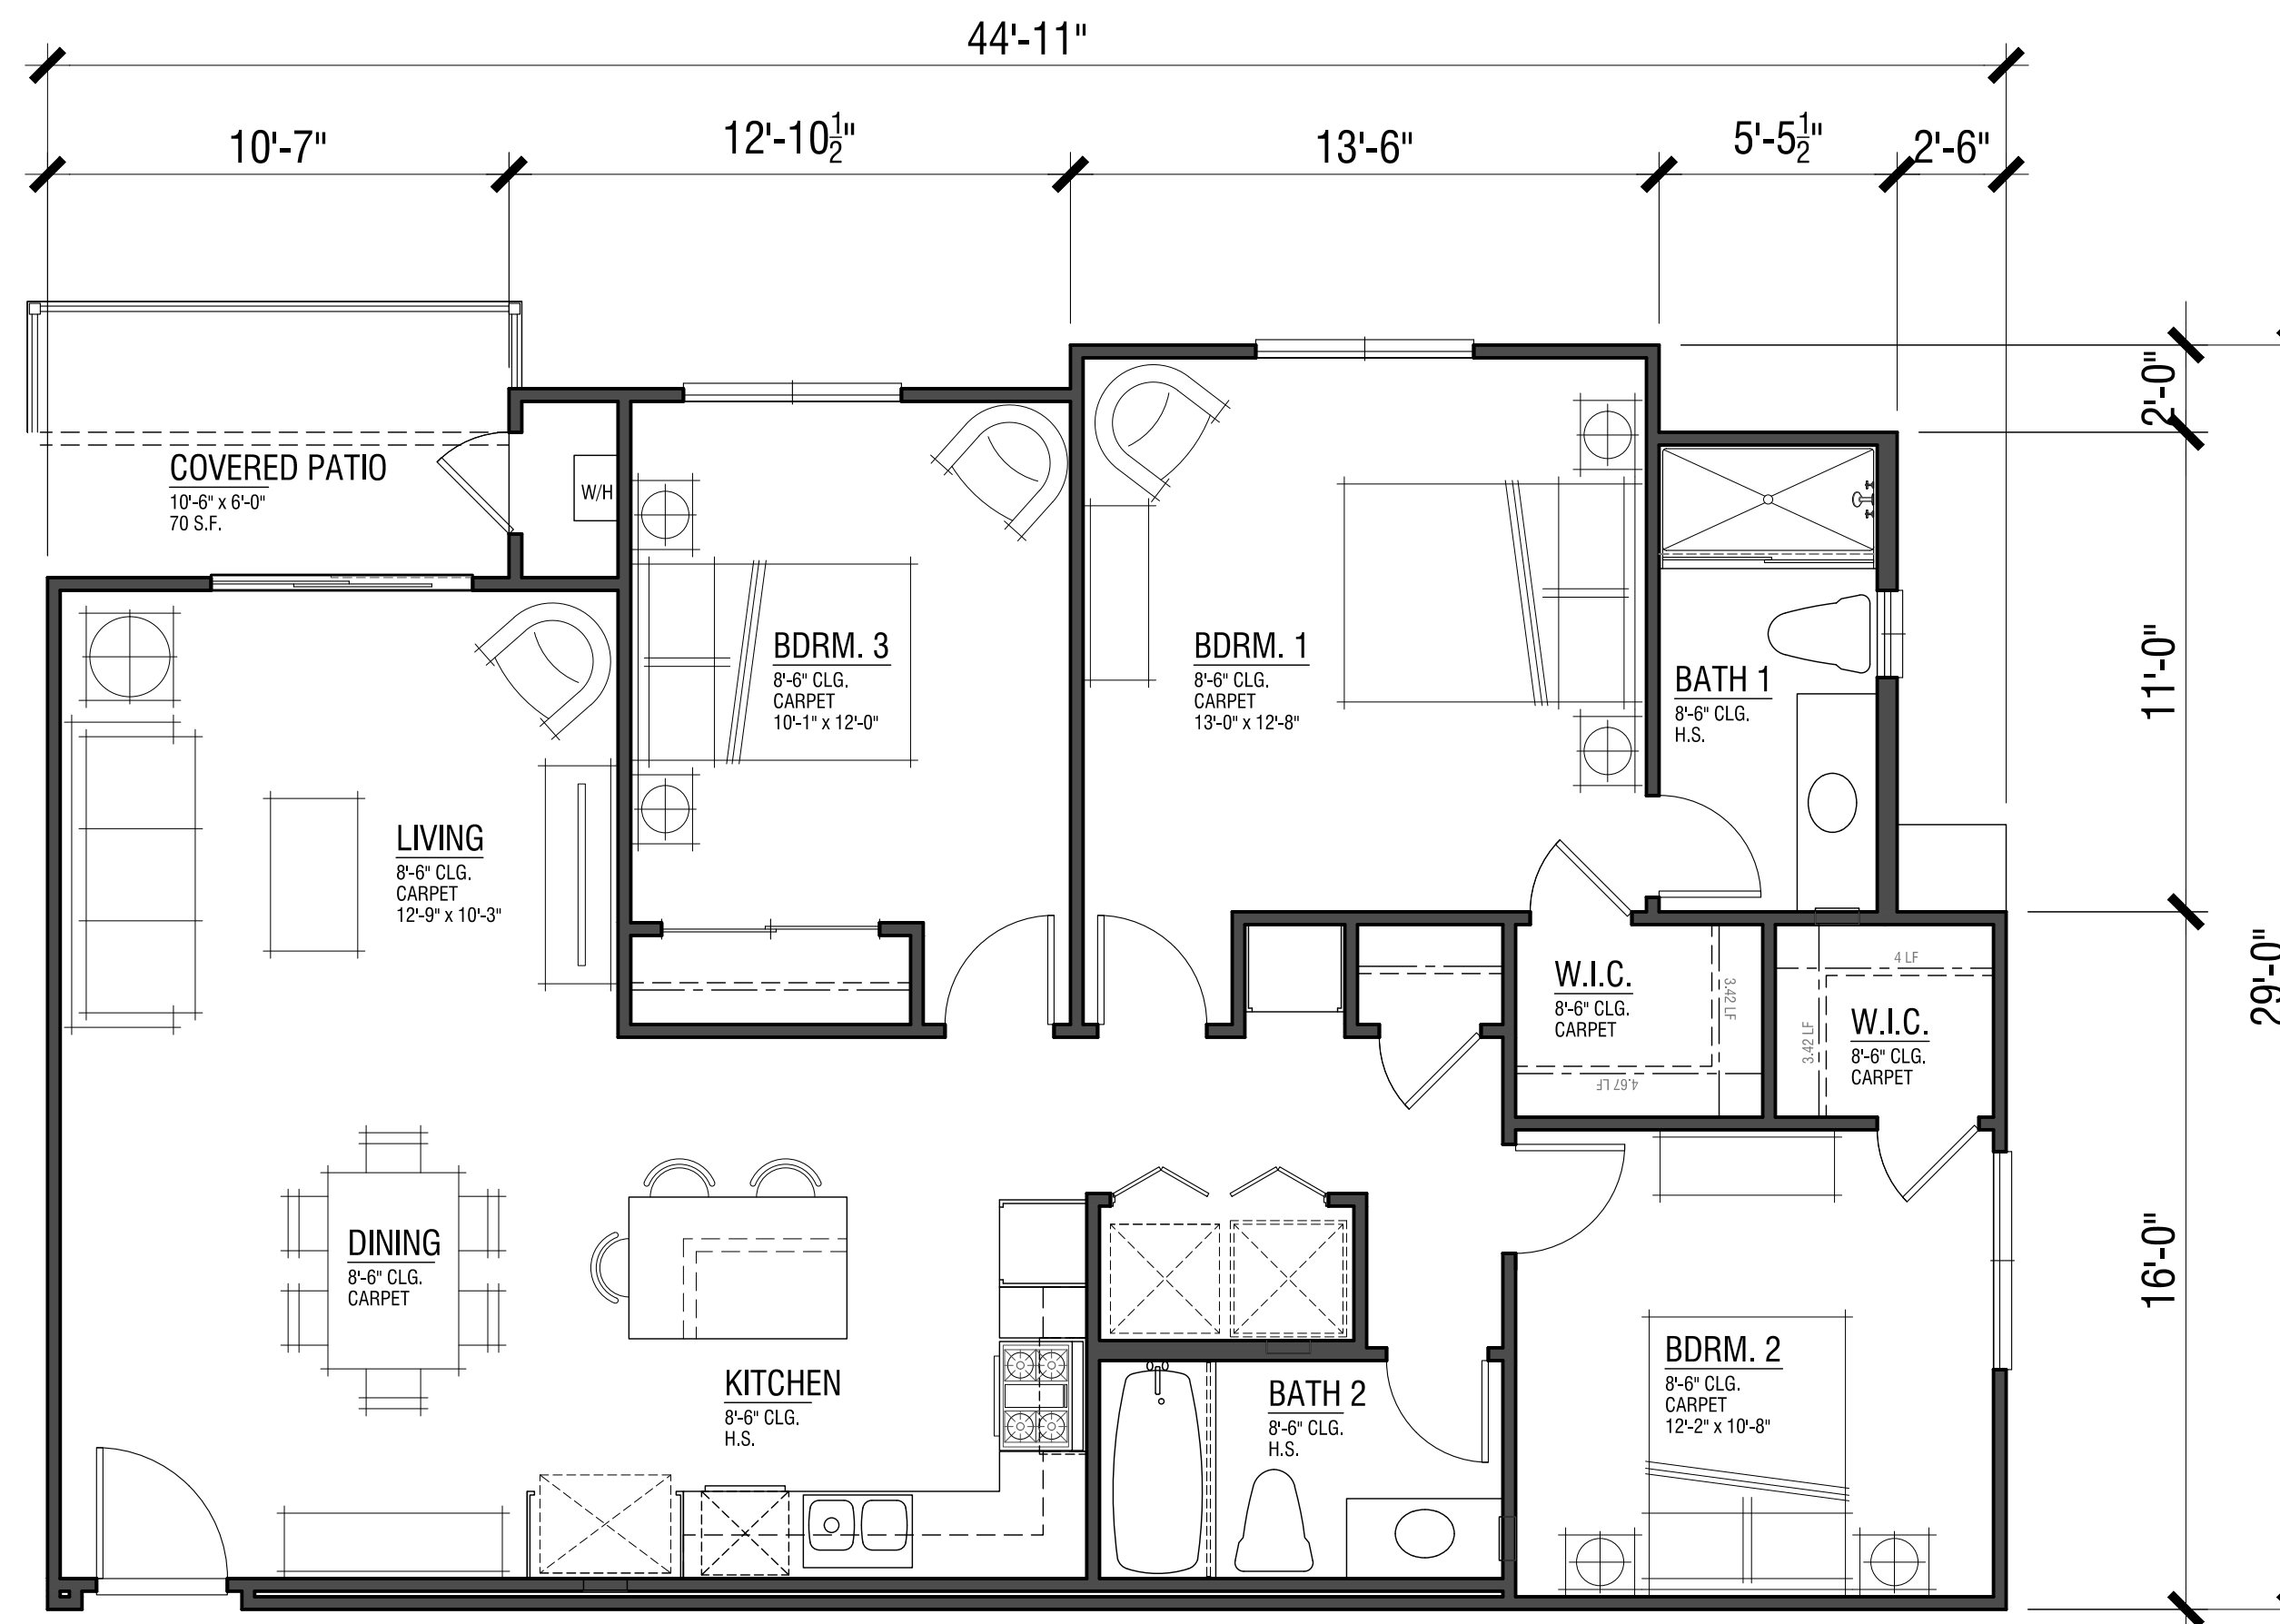 44'-11"
10'-7"
12'-10½"
13'-6"
5'-5½"
2'-6"
2'-0"
11'-0"
29'-0"
16'-0"
COVERED PATIO
10'-6" x 6'-0"
70 S.F.
W/H
BDRM. 3
8'-6" CLG.
CARPET
10'-1" x 12'-0"
BDRM. 1
8'-6" CLG.
CARPET
13'-0" x 12'-8"
BATH 1
8'-6" CLG.
H.S.
LIVING
8'-6" CLG.
CARPET
12'-9" x 10'-3"
W.I.C.
8'-6" CLG.
CARPET
3.42 LF
4.67 LF
4 LF
3.42 LF
W.I.C.
8'-6" CLG.
CARPET
DINING
8'-6" CLG.
CARPET
KITCHEN
8'-6" CLG.
H.S.
BATH 2
8'-6" CLG.
H.S.
BDRM. 2
8'-6" CLG.
CARPET
12'-2" x 10'-8"